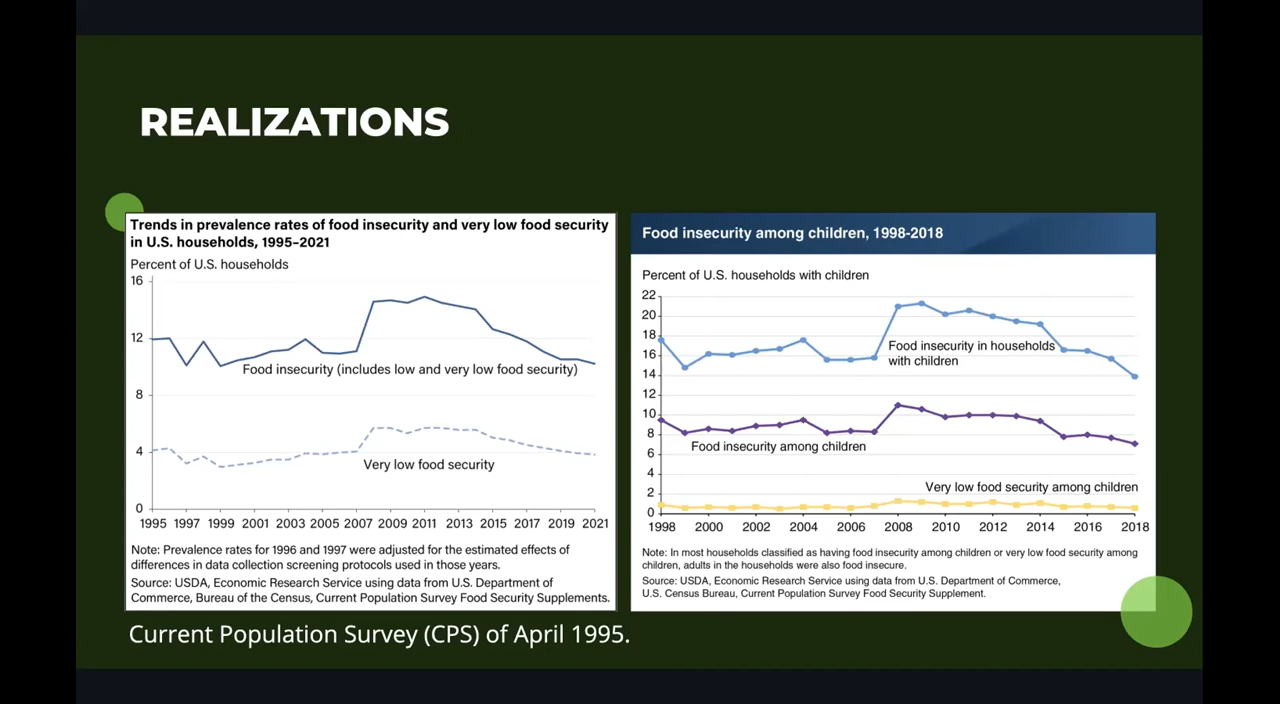 REALIZATIONS
Trends in prevalence rates of food insecurity and very low food security
in U.S. households, 1995–2021
Percent of U.S. households
16
12
8
4
0
Food insecurity (includes low and very low food security)
Very low food security
1995 1997 1999 2001 2003 2005 2007 2009 2011 2013 2015 2017 2019 2021
Note: Prevalence rates for 1996 and 1997 were adjusted for the estimated effects of
differences in data collection screening protocols used in those years.
Source: USDA, Economic Research Service using data from U.S. Department of
Commerce, Bureau of the Census, Current Population Survey Food Security Supplements.
Food insecurity among children, 1998-2018
Percent of U.S. households with children
22
20
18
16
14
12
10
8
6
4
2
0
Food insecurity in households
with children
Food insecurity among children
Very low food security among children
1998 2000 2002 2004 2006 2008 2010 2012 2014 2016 2018
Note: In most households classified as having food insecurity among children or very low food security among
children, adults in the households were also food insecure.
Source: USDA, Economic Research Service using data from U.S. Department of Commerce,
U.S. Census Bureau, Current Population Survey Food Security Supplement.
Current Population Survey (CPS) of April 1995.